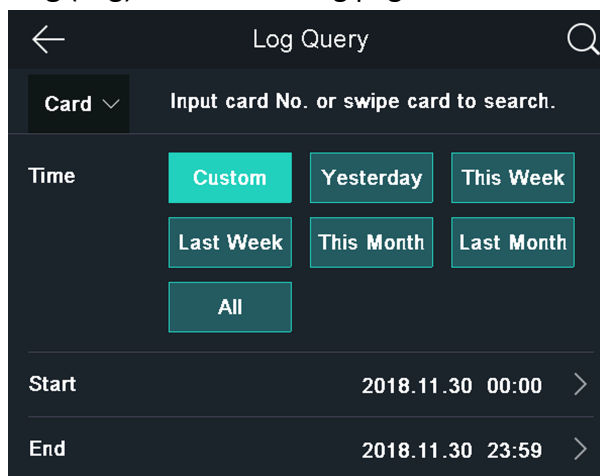 Log Query
Card Input card No. or swipe card to search.
Time Custom Yesterday This Week
Last Week This Month Last Month
All
Start 2018.11.30 00:00
End 2018.11.30 23:59